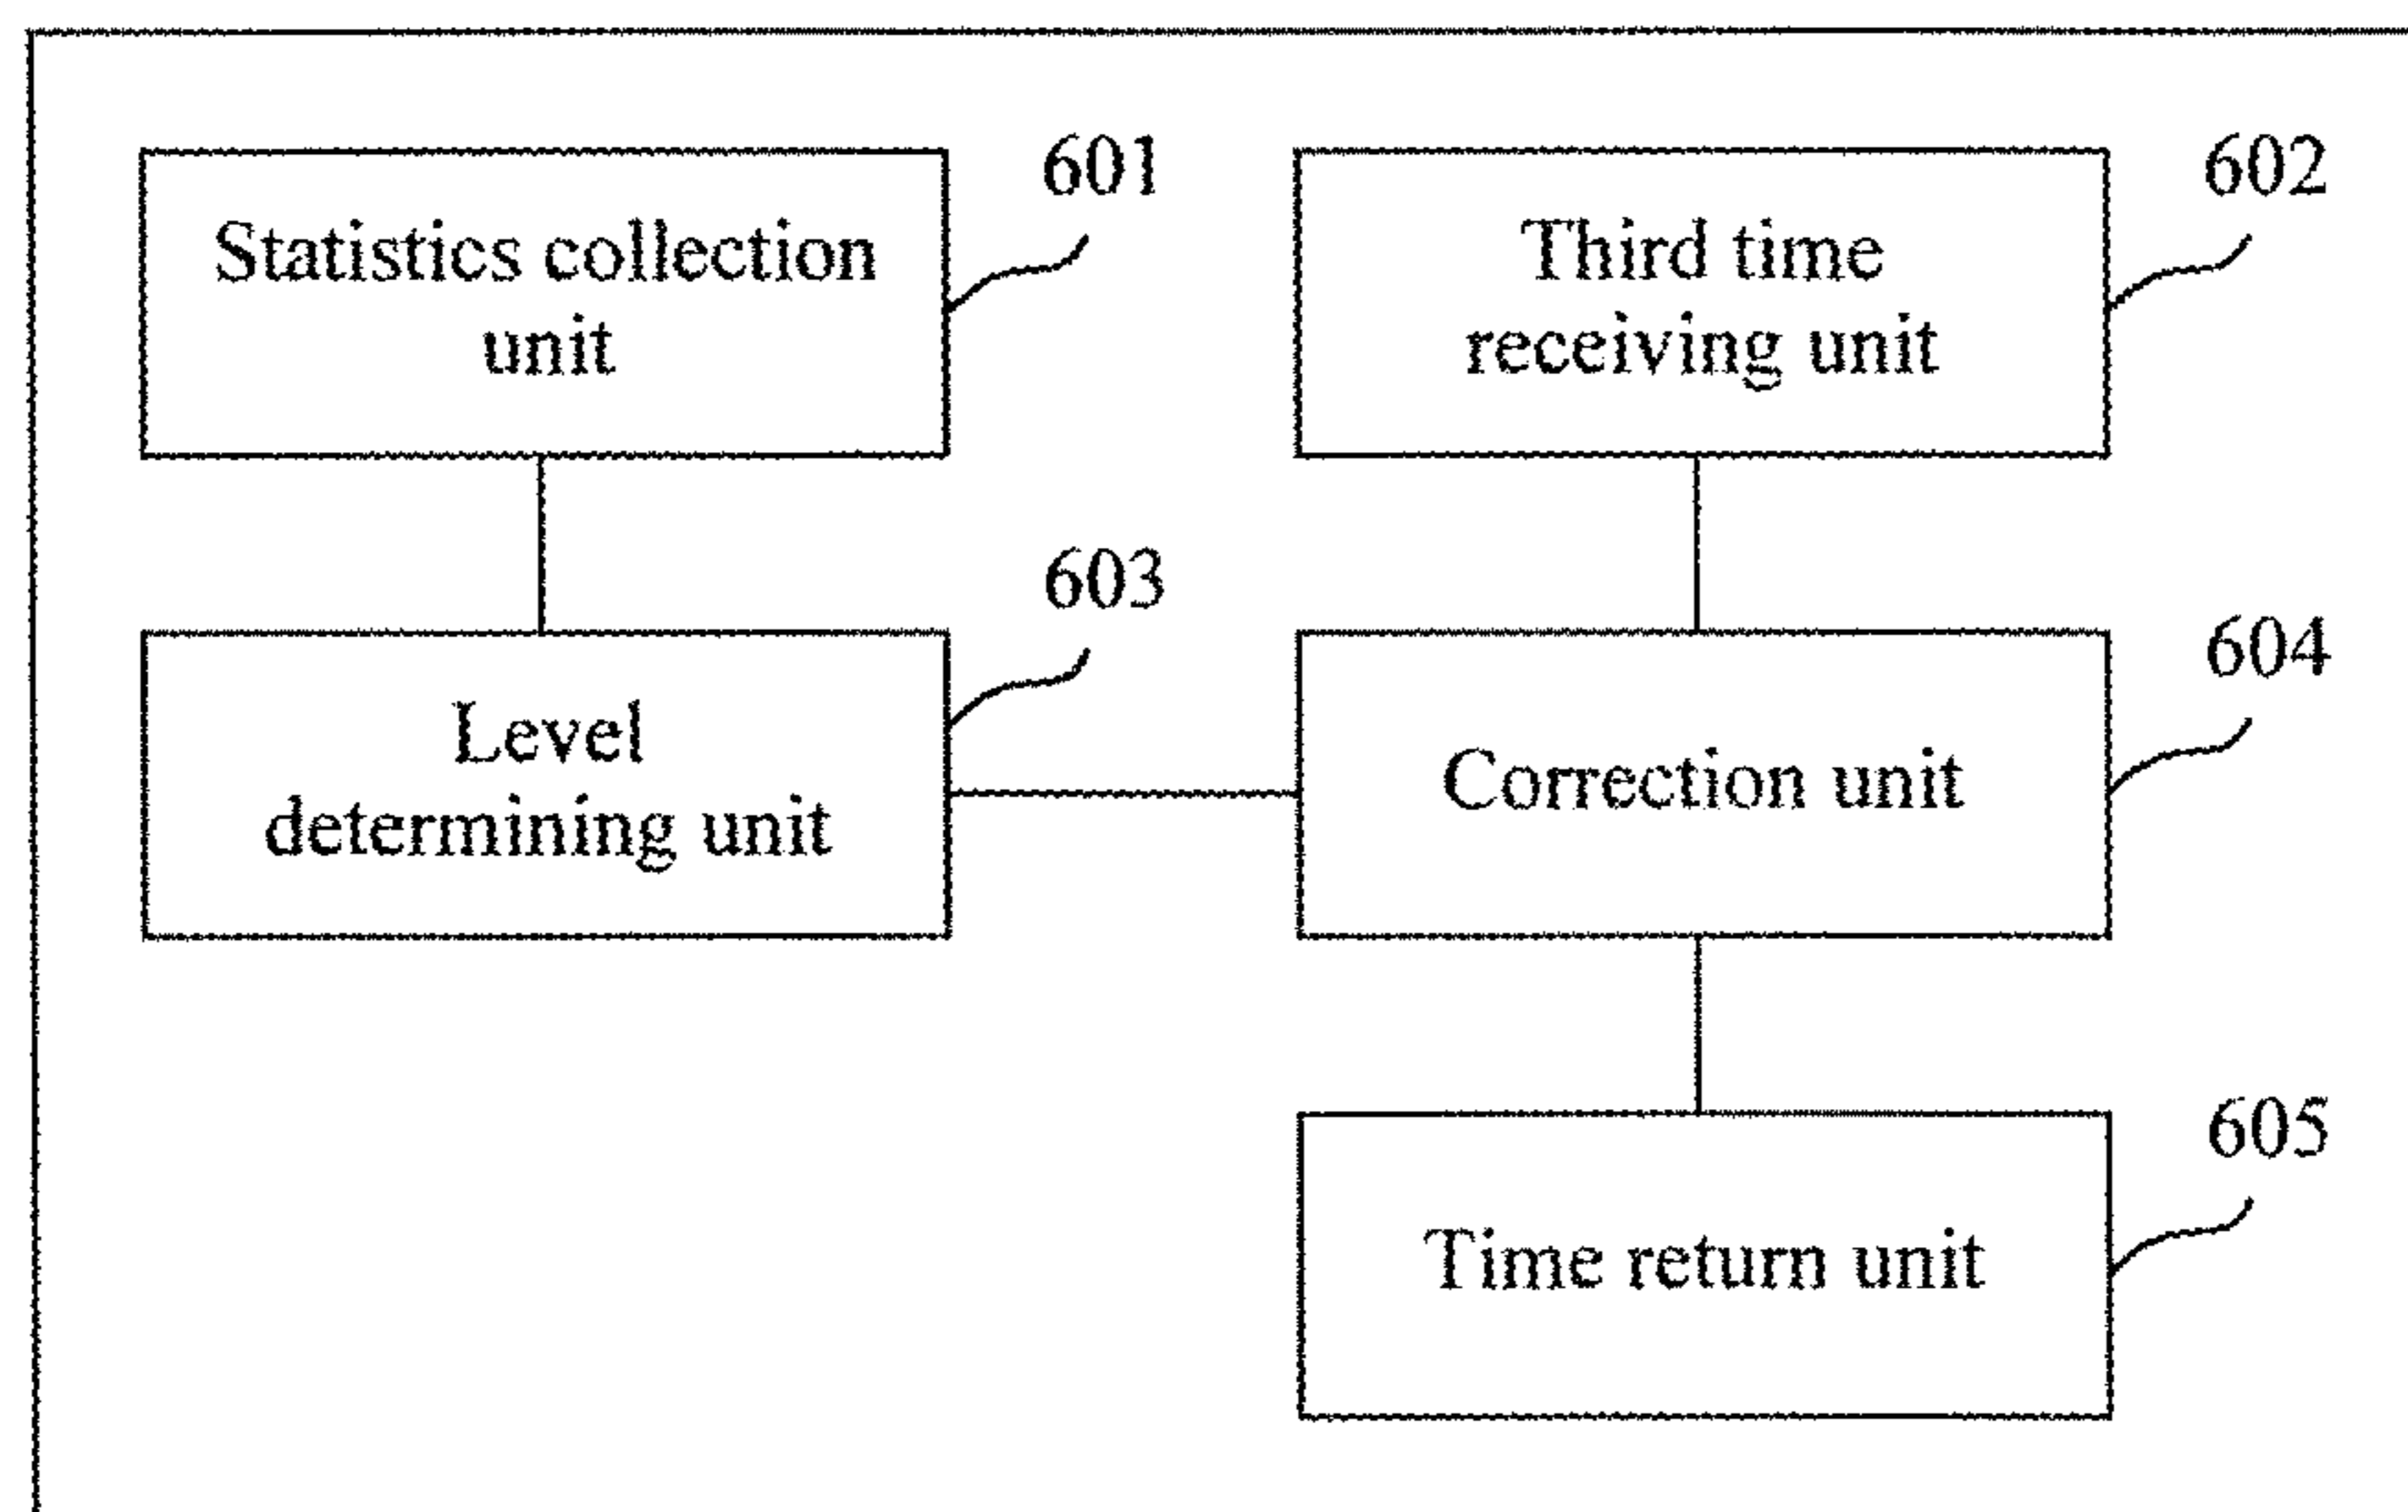 601
Statistics collection
unit
602
Third time
receiving unit
603
Level
determining unit
604
Correction unit
605
Time return unit